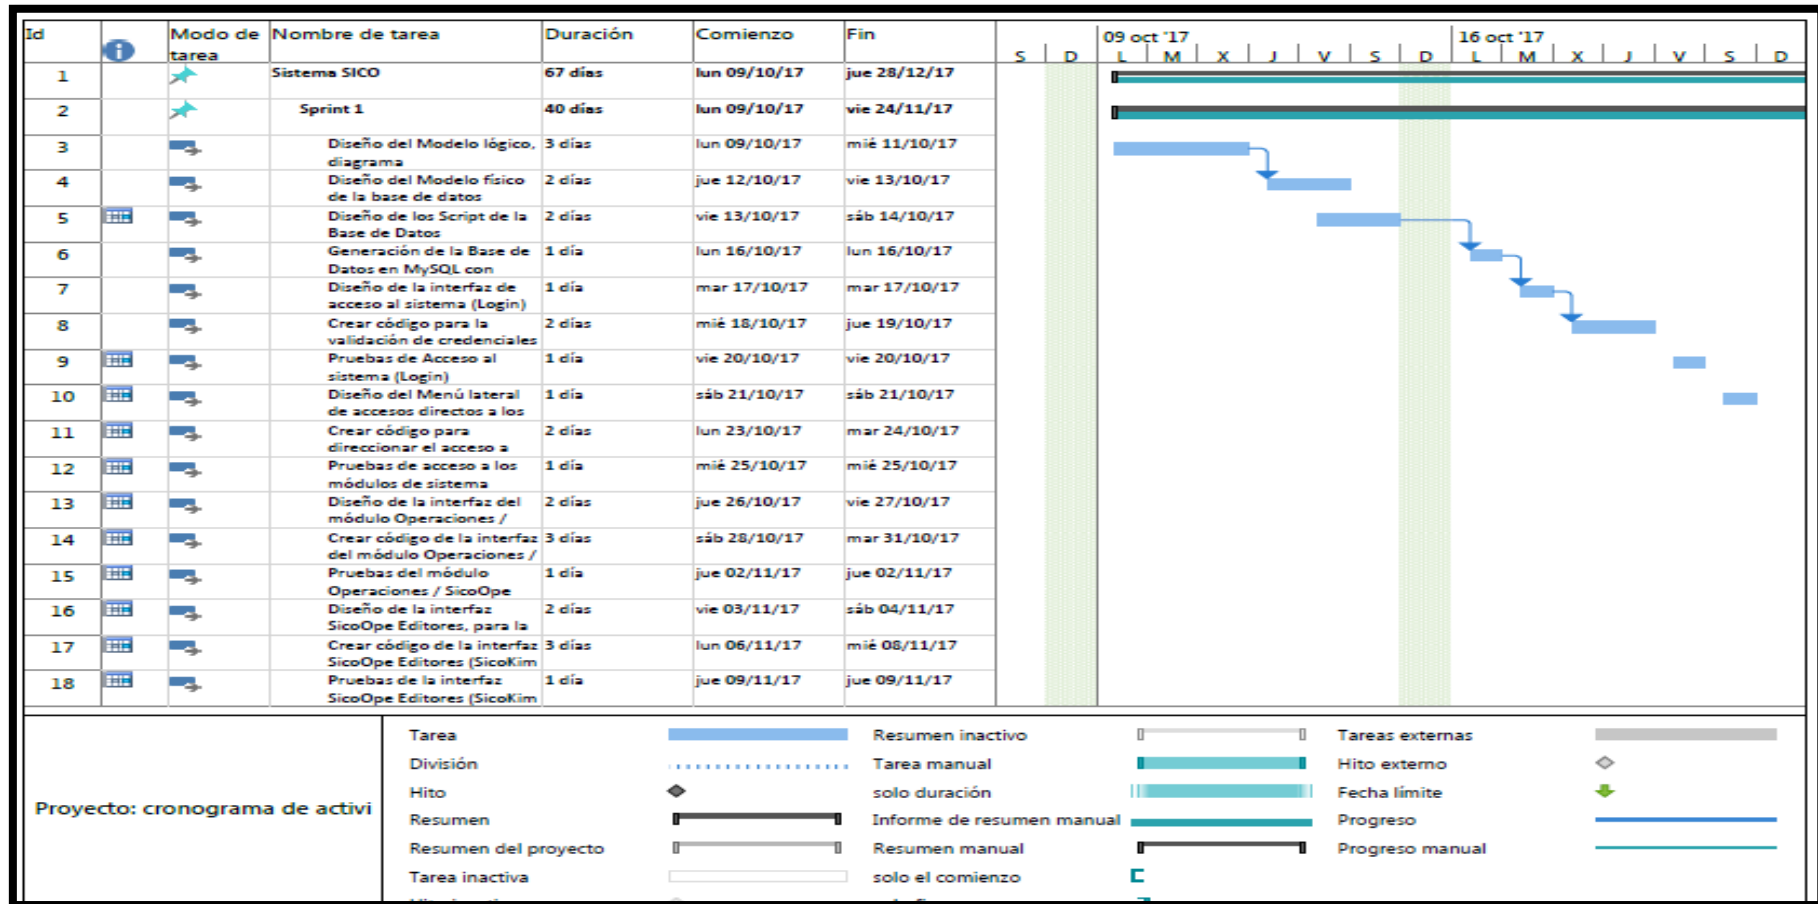 Id Modo de Nombre de tarea Duración Comienzo Fin
tarea
09 oct '17 16 oct '17
S D L M X J V S D L M X J V S D
1 Sistema SICO 67 días lun 09/10/17 jue 28/12/17
2 Sprint 1 40 días lun 09/10/17 vie 24/11/17
3 Diseño del Modelo lógico, 3 días lun 09/10/17 mié 11/10/17
diagrama
4 Diseño del Modelo físico 2 días jue 12/10/17 vie 13/10/17
de la base de datos
5 Diseño de los Script de la 2 días vie 13/10/17 sáb 14/10/17
Base de Datos
6 Generación de la Base de 1 día lun 16/10/17 lun 16/10/17
Datos en MySQL con
7 Diseño de la interfaz de 1 día mar 17/10/17 mar 17/10/17
acceso al sistema (Login)
8 Crear código para la 2 días mié 18/10/17 jue 19/10/17
validación de credenciales
9 Pruebas de Acceso al 1 día vie 20/10/17 vie 20/10/17
sistema (Login)
10 Diseño del Menú lateral 1 día sáb 21/10/17 sáb 21/10/17
de accesos directos a los
11 Crear código para 2 días lun 23/10/17 mar 24/10/17
direccionar el acceso a
12 Pruebas de acceso a los 1 día mié 25/10/17 mié 25/10/17
módulos de sistema
13 Diseño de la interfaz del 2 días jue 26/10/17 vie 27/10/17
módulo Operaciones /
14 Crear código de la interfaz 3 días sáb 28/10/17 mar 31/10/17
del módulo Operaciones /
15 Pruebas del módulo 1 día jue 02/11/17 jue 02/11/17
Operaciones / SicoOpe
16 Diseño de la interfaz 2 días vie 03/11/17 sáb 04/11/17
SicoOpe Editores, para la
17 Crear código de la interfaz 3 días lun 06/11/17 mié 08/11/17
SicoOpe Editores (SicoKim
18 Pruebas de la interfaz 1 día jue 09/11/17 jue 09/11/17
SicoOpe Editores (SicoKim
Proyecto: cronograma de activi
Tarea Resumen inactivo Tareas externas
División Tarea manual Hito externo
Hito solo duración Fecha límite
Resumen Informe de resumen manual Progreso
Resumen del proyecto Resumen manual Progreso manual
Tarea inactiva solo el comienzo